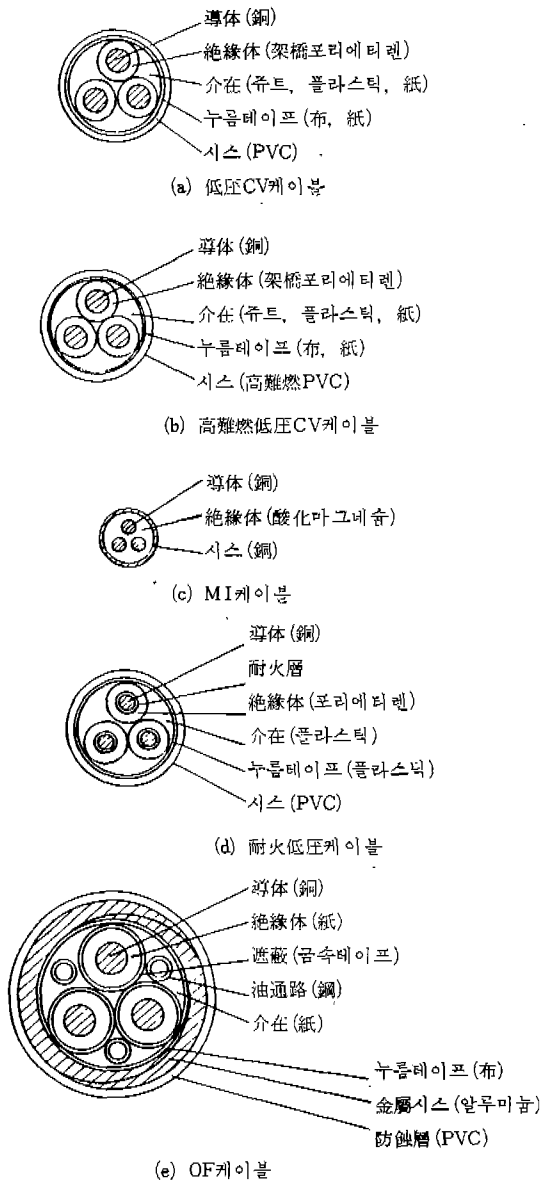 導体(銅)
絶緣体(架橋포리에티렌)
介在(쥬트, 플라스틱, 紙)
누름테이프(布, 紙)
시스(PVC)
(a) 低圧CV케이블
導体(銅)
絶緣体(架橋포리에티렌)
介在(쥬트, 플라스틱, 紙)
누름테이프(布, 紙)
시스(高難燃PVC)
(b) 高難燃低圧CV케이블
導体(銅)
絶緣体(酸化마그네슘)
시스(銅)
(c) MI케이블
導体(銅)
耐火層
絶緣体(포리에티렌)
介在(플라스틱)
누름테이프(플라스틱)
시스(PVC)
(d) 耐火低圧케이블
導体(銅)
絶緣体(紙)
遮蔽(금속테이프)
油通路(鋼)
介在(紙)
누름테이프(布)
金屬시스(알루미늄)
防蝕層(PVC)
(e) OF케이블